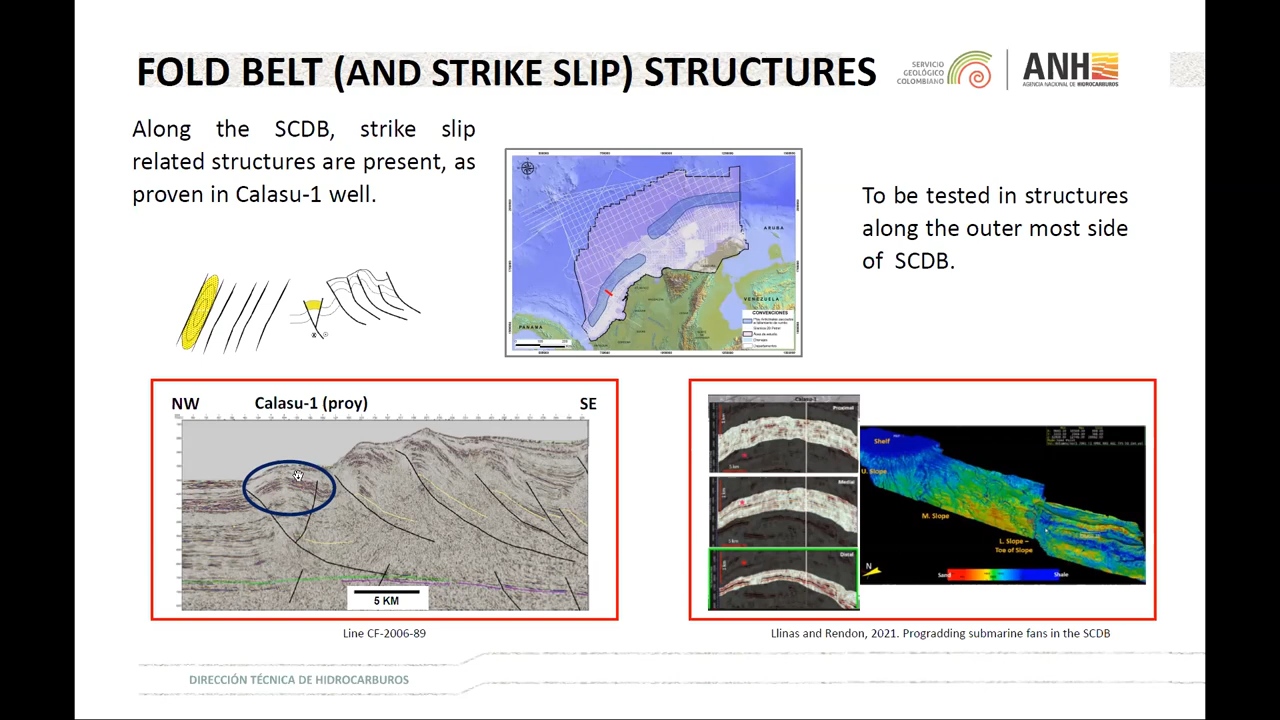 FOLD BELT (AND STRIKE SLIP) STRUCTURES
SERVICIO
GEOLÓGICO
COLOMBIANO
ANH
AGENCIA NACIONAL DE HIDROCARBUROS
Along the SCDB, strike slip
related structures are present, as
proven in Calasu-1 well.
To be tested in structures
along the outer most side
of SCDB.
ARUBA
VENEZUELA
PANAMA
CONVENCIONES
NW
Calasu-1 (proy)
SE
5 KM
Line CF-2006-89
Calasu-1
Proximal
Medial
Distal
Shelf
U. Slope
M. Slope
L. Slope –
Toe of Slope
N
Sand
Shale
Llinas and Rendon, 2021. Progradding submarine fans in the SCDB
DIRECCIÓN TÉCNICA DE HIDROCARBUROS